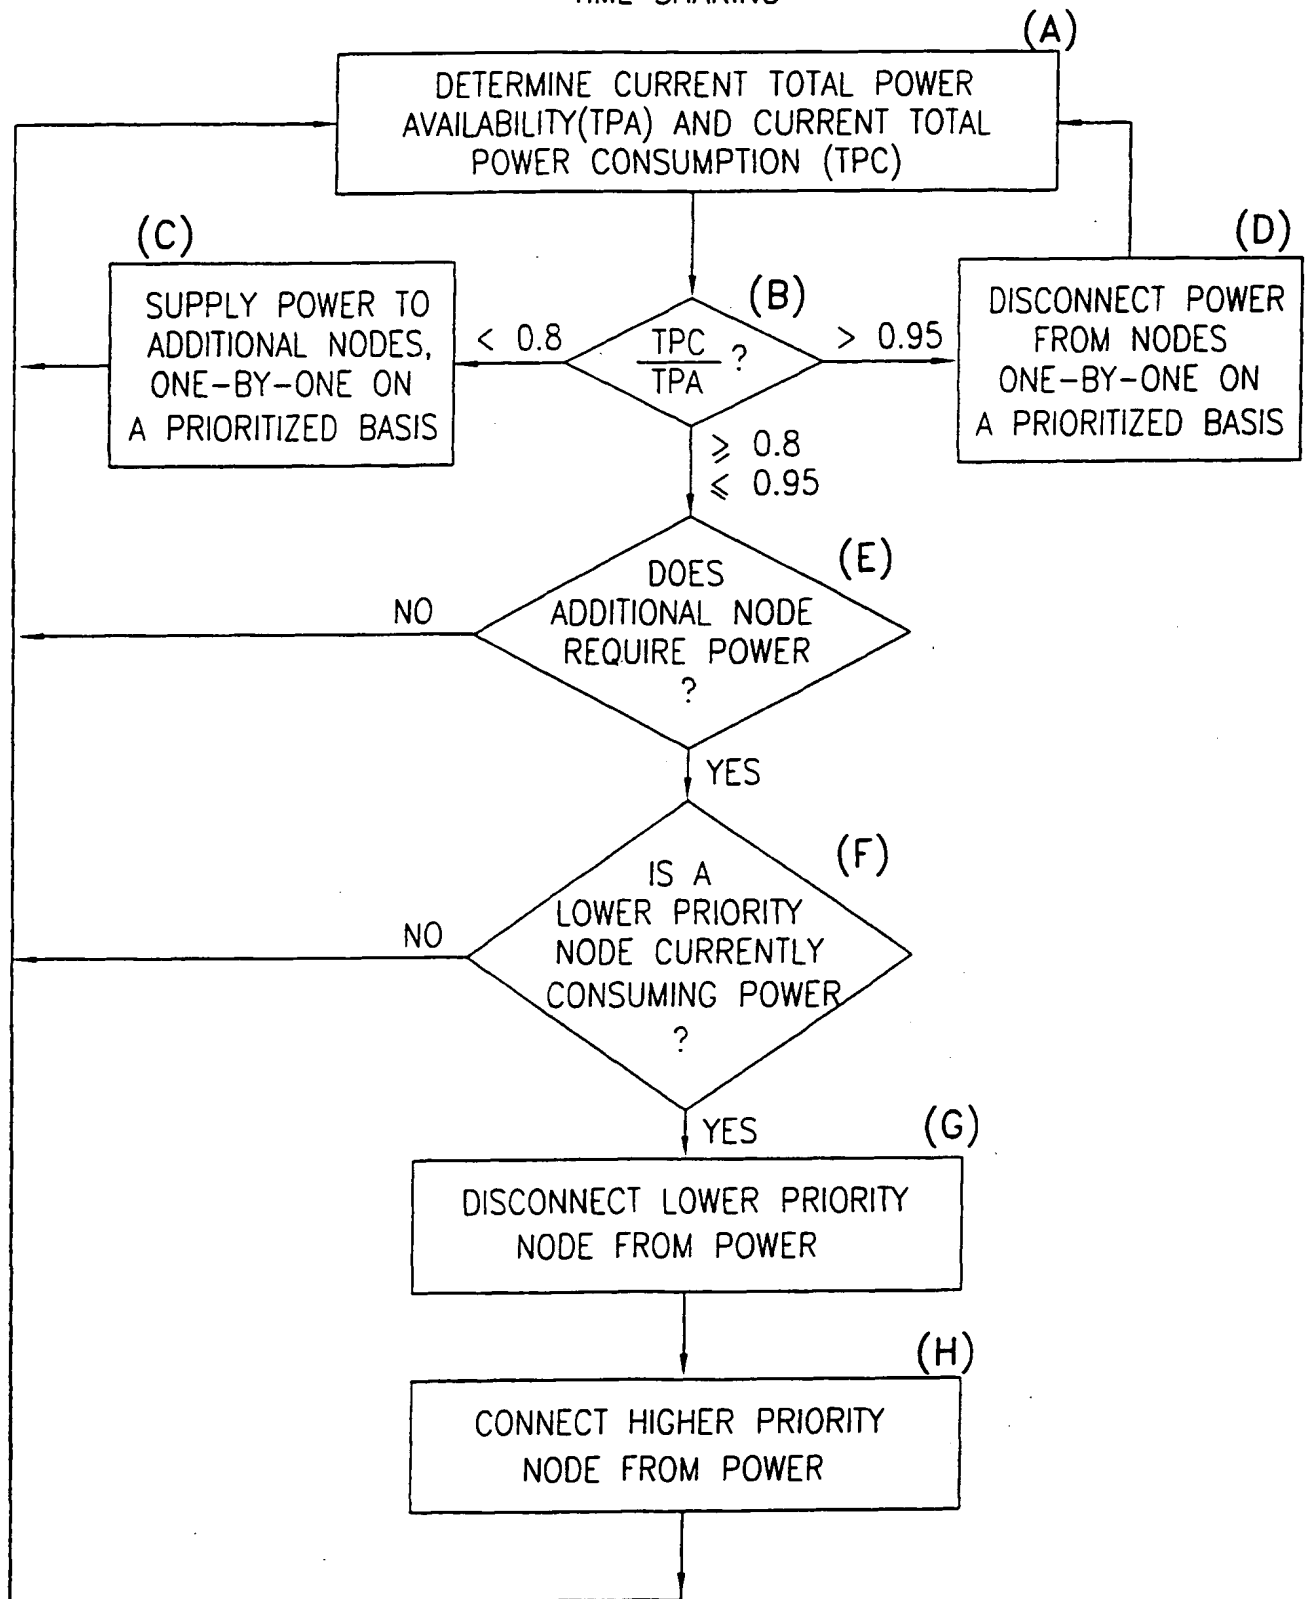 (A)
DETERMINE CURRENT TOTAL POWER
AVAILABILITY(TPA) AND CURRENT TOTAL
POWER CONSUMPTION (TPC)
(C)
SUPPLY POWER TO
ADDITIONAL NODES,
ONE-BY-ONE ON
A PRIORITIZED BASIS
< 0.8
(B)
TPC
TPA
?
> 0.95
(D)
DISCONNECT POWER
FROM NODES
ONE-BY-ONE ON
A PRIORITIZED BASIS
⩾ 0.8
⩽ 0.95
(E)
DOES
ADDITIONAL NODE
REQUIRE POWER
?
NO
YES
(F)
IS A
LOWER PRIORITY
NODE CURRENTLY
CONSUMING POWER
?
NO
YES
(G)
DISCONNECT LOWER PRIORITY
NODE FROM POWER
(H)
CONNECT HIGHER PRIORITY
NODE FROM POWER